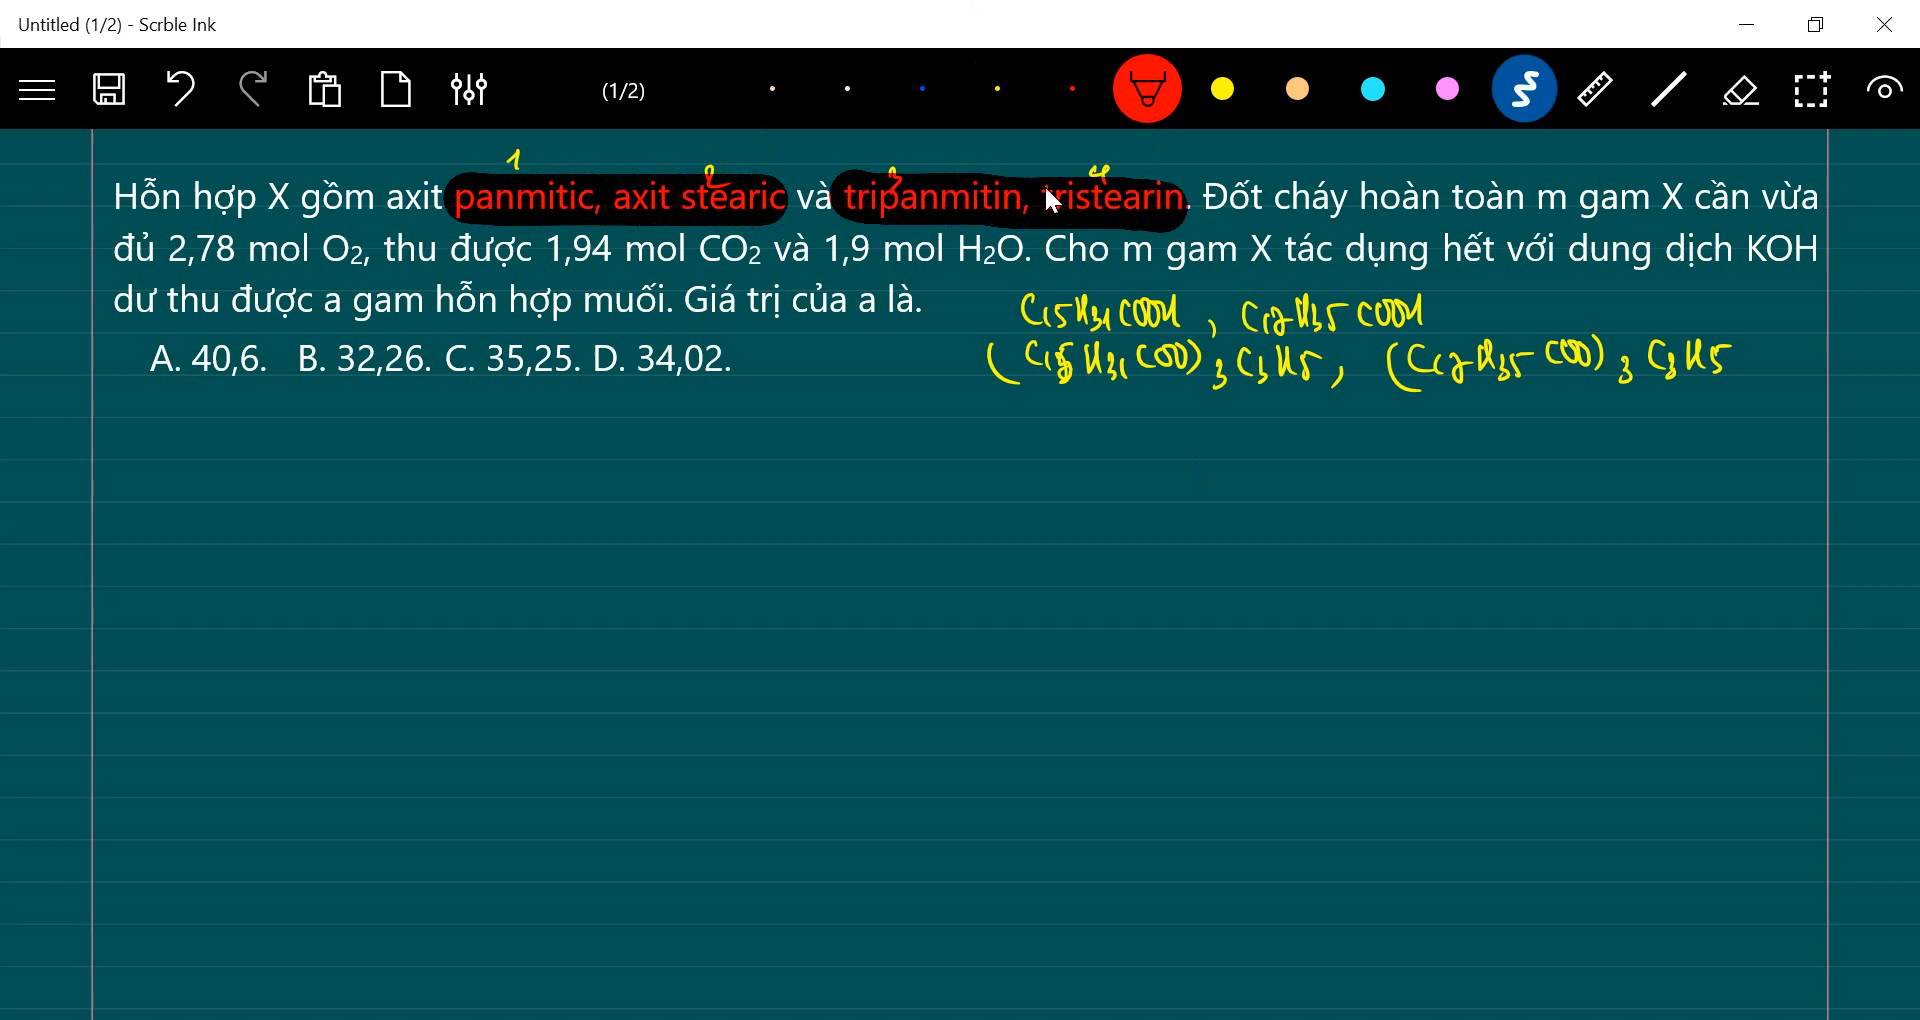 Untitled (1/2) - Scrble Ink
(1/2)
1 2 3 4
Hỗn hợp X gồm axit panmitic, axit stearic và tripanmitin, tristearin. Đốt cháy hoàn toàn m gam X cần vừa
đủ 2,78 mol O₂, thu được 1,94 mol CO₂ và 1,9 mol H₂O. Cho m gam X tác dụng hết với dung dịch KOH
dư thu được a gam hỗn hợp muối. Giá trị của a là.
C₁₅H₃₁COOH , C₁₇H₃₅COOH
A. 40,6. B. 32,26. C. 35,25. D. 34,02.
(C₁₅H₃₁COO)₃C₃H₅, (C₁₇H₃₅COO)₃C₃H₅